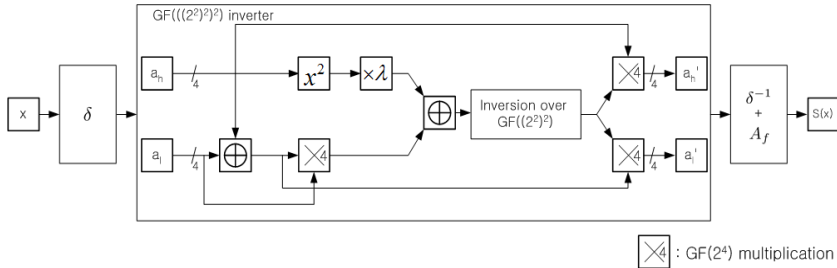 GF(((2²)²)²) inverter
aₕ
4
x²
×λ
×4
4
aₕ'
x
δ
⊕
Inversion over
GF((2²)²)
δ⁻¹
+
A_f
S(x)
aₗ
4
⊕
×4
×4
4
aₗ'
×4 : GF(2⁴) multiplication